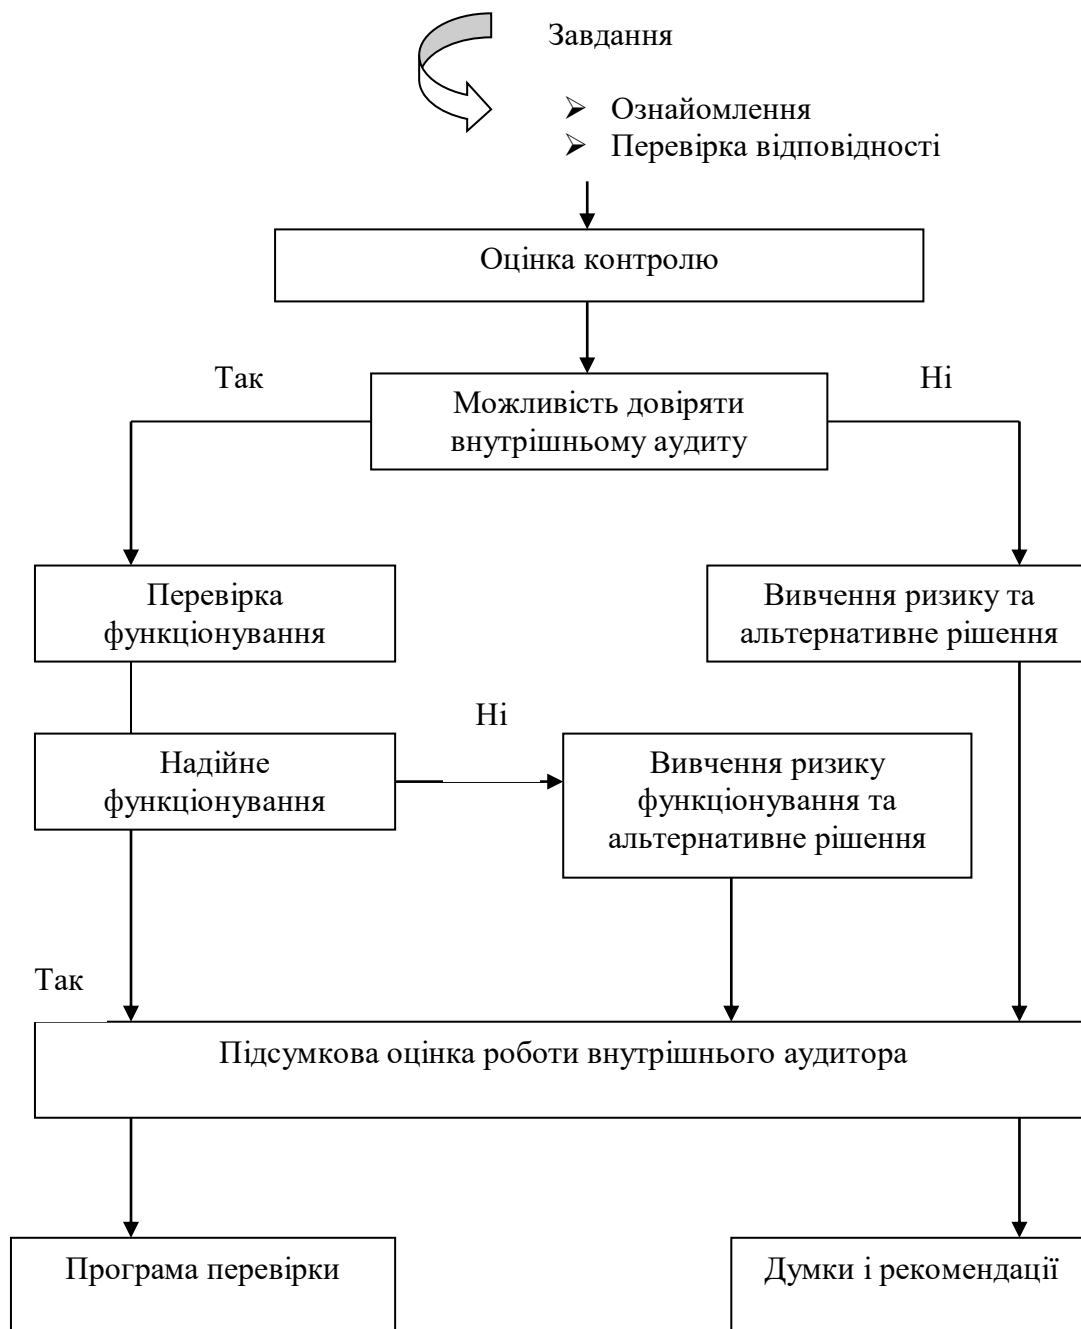 Завдання
Ознайомлення
Перевірка відповідності
Оцінка контролю
Так
Ні
Можливість довіряти
внутрішньому аудиту
Перевірка
функціонування
Вивчення ризику та
альтернативне рішення
Ні
Надійне
функціонування
Вивчення ризику
функціонування та
альтернативне рішення
Так
Підсумкова оцінка роботи внутрішнього аудитора
Програма перевірки
Думки і рекомендації